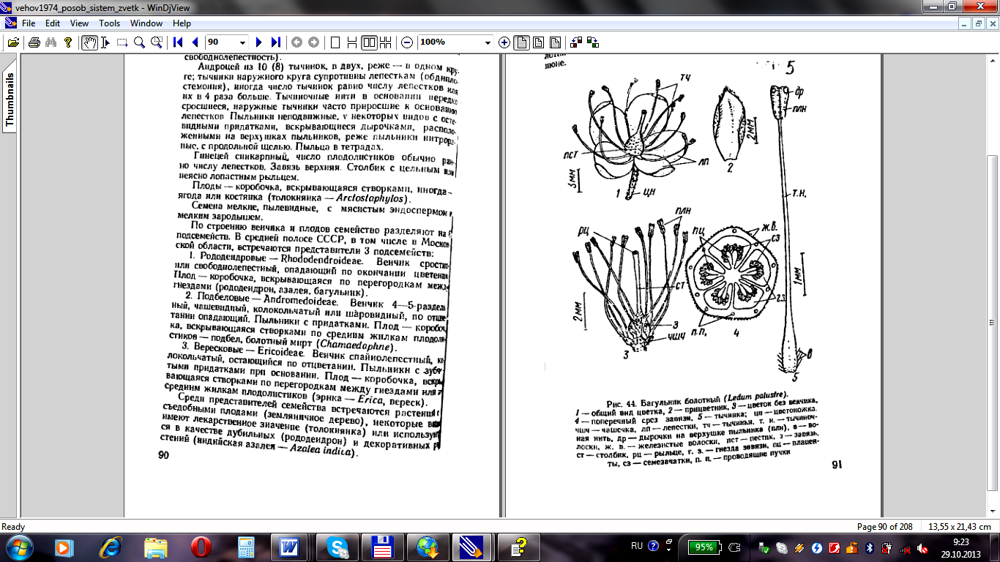 vehov1974_posob_sistem_zvetk - WinDjView
File Edit View Tools Window Help
90 100%
Thumbnails
свободнолепестность).
Андроцей из 10 (8) тычинок, в двух, реже — в одном кру-
ге; тычинки наружного круга супротивны лепесткам (обдипло-
стемония), иногда число тычинок равно числу лепестков или
их в 4 раза больше. Тычиночные нити в основании нередко
сросшиеся, наружные тычинки часто приросшие к основанию
лепестков Пыльники неподвижные, у некоторых видов с осте-
видными придатками, вскрывающиеся дырочками, располо-
женными на верхушках пыльников, реже пыльники интрорз-
ные, с продольной щелью. Пыльца в тетрадах.
Гинецей синкарпный, число плодолистиков обычно рав-
но числу лепестков. Завязь верхняя. Столбик с цельным или
неясно лопастным рыльцем.
Плоды — коробочка, вскрывающаяся створками, иногда —
ягода или костянка (толокнянка — Arctostaphylos).
Семена мелкие, пылевидные, с мясистым эндоспермом и
мелким зародышем.
По строению венчика и плодов семейство разделяют на
подсемейств. В средней полосе СССР, в том числе в Москов-
ской области, встречаются представители 3 подсемейств:
1. Рододендровые — Rhododendroideae. Венчик сростно-
или свободнолепестный, опадающий по окончании цветения
Плод — коробочка, вскрывающаяся по перегородкам между
гнездами (рододендрон, азалея, багульник).
2. Подбеловые — Andromedoideae. Венчик 4—5-раздель-
ный, чашевидный, колокольчатый или шаровидный, по отцве-
тании опадающий. Пыльники с придатками. Плод — коробоч-
ка, вскрывающаяся створками по средним жилкам плодоли-
стиков — подбел, болотный мирт (Chamaedaphne).
3. Вересковые — Ericoideae. Венчик спайнолепестный, ко-
локольчатый, остающийся по отцветании. Пыльники с зубча-
тыми придатками при основании. Плод — коробочка, вскры-
вающаяся створками по перегородкам между гнездами или
средним жилкам плодолистиков (эрика — Erica, вереск).
Среди представителей семейства встречаются растения с
съедобными плодами (земляничное дерево), некоторые
имеют лекарственное значение (толокнянка) или использую-
ся в качестве дубильных (рододендрон) и декоративных
стений (индийская азалея — Azalea indica).
90
июне.
5
тч
пст
лп
3мм
1
цн
2мм
2
др
плн
т.н.
в
5
1мм
рц
плн
ст
з
чшч
2мм
3
пц
ж.в.
сз
г.з.
п.п.
4
Рис. 44. Багульник болотный (Ledum palustre).
1 — общий вид цветка, 2 — прицветник, 3 — цветок без венчика,
4 — поперечный срез завязи, 5 — тычинка; цн — цветоножка.
чшч — чашечка, лп — лепестки, тч — тычинки, т. н. — тычиноч-
ная нить, др — дырочки на верхушке пыльника (плн), в — во-
лоски, ж. в. — железистые волоски, пст — пестик, з — завязь,
ст — столбик, рц — рыльце, г. з. — гнезда завязи, пц — плацен-
ты, сз — семезачатки, п. п. — проводящие пучки
91
Ready Page 90 of 208 13,55 x 21,43 cm
RU 95% 9:23
29.10.2013